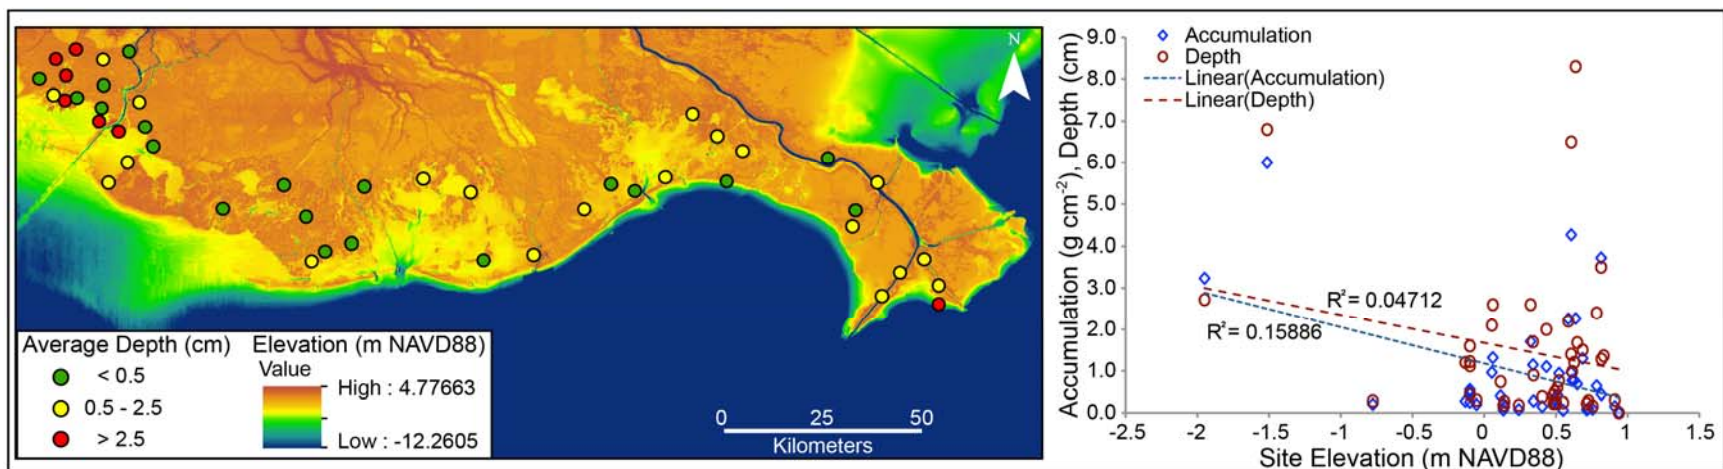 N
Average Depth (cm)
< 0.5
0.5 - 2.5
> 2.5
Elevation (m NAVD88)
Value
High : 4.77663
Low : -12.2605
0 25 50
Kilometers
Accumulation (g cm⁻²), Depth (cm)
9.0
8.0
7.0
6.0
5.0
4.0
3.0
2.0
1.0
0.0
Accumulation
Depth
Linear(Accumulation)
Linear(Depth)
R²= 0.04712
R²= 0.15886
-2.5 -2 -1.5 -1 -0.5 0 0.5 1 1.5
Site Elevation (m NAVD88)